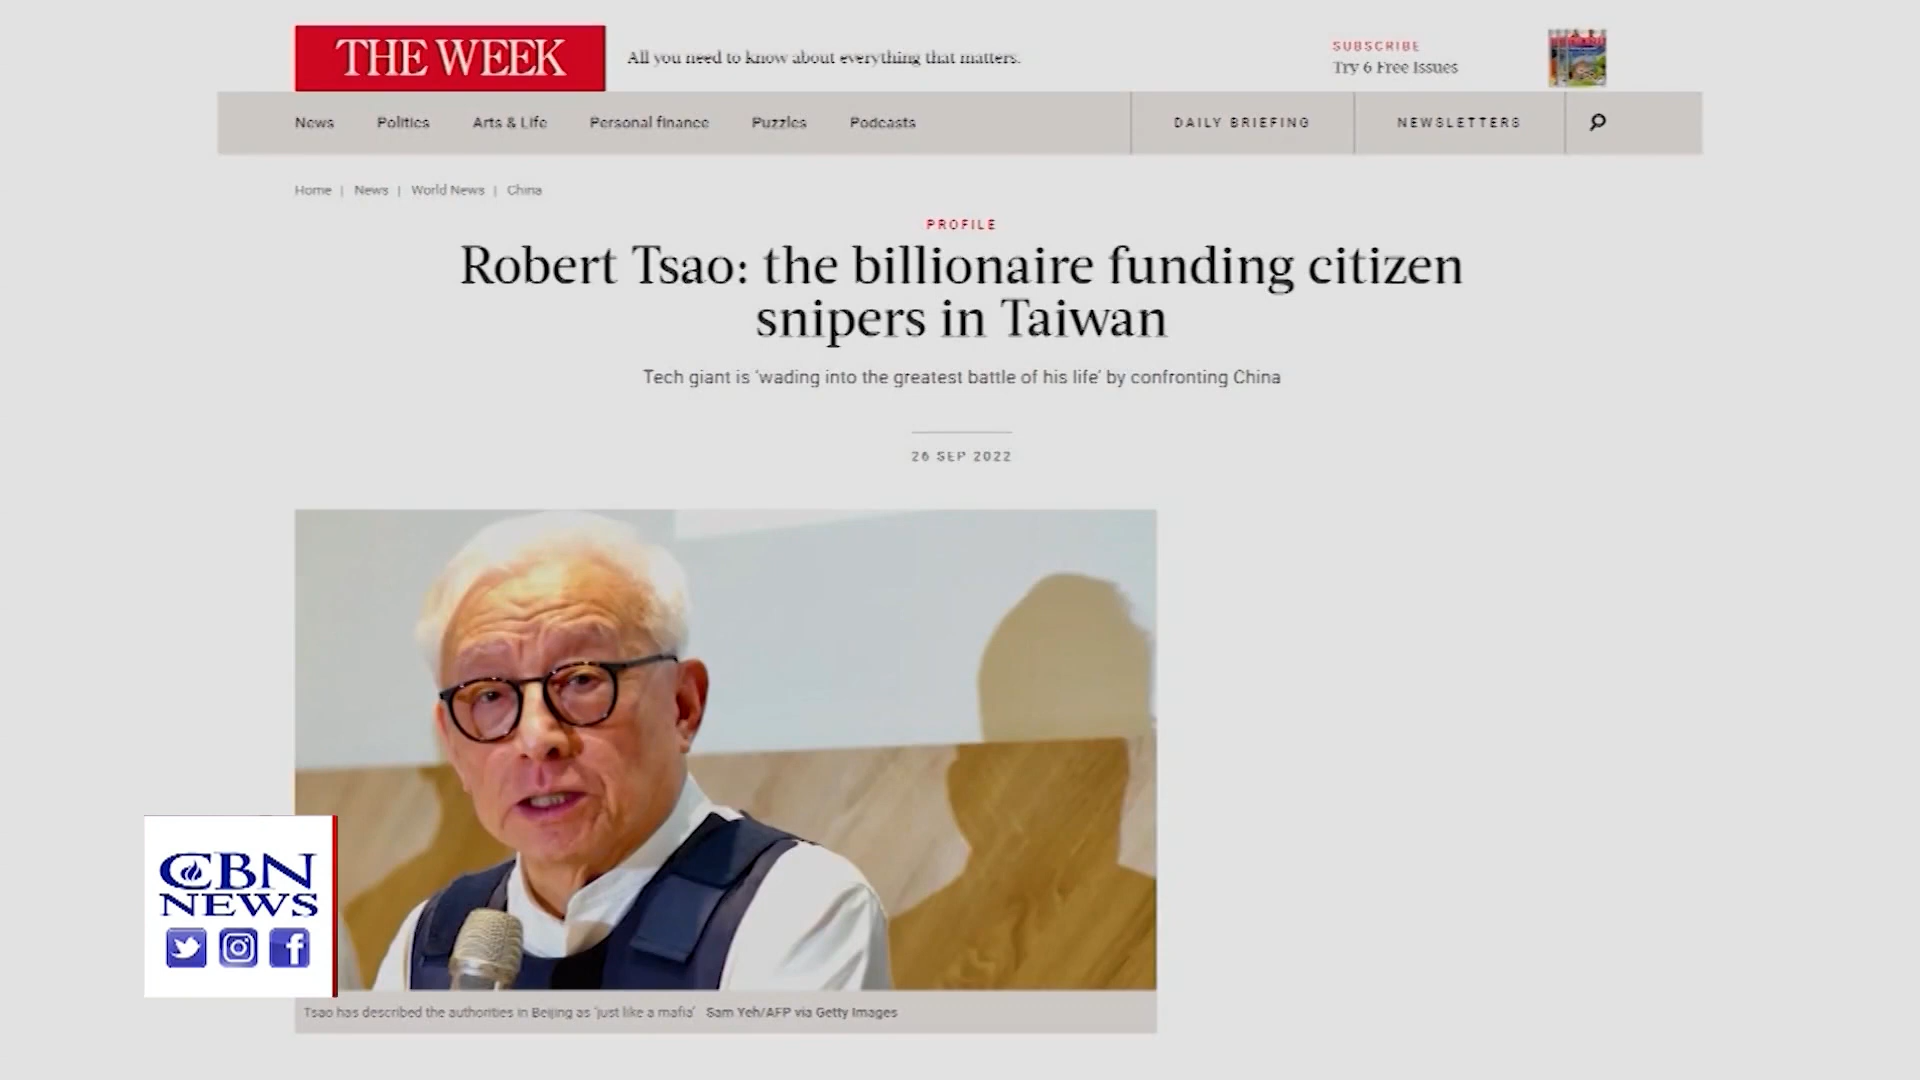 THE WEEK
All you need to know about everything that matters.
SUBSCRIBE
Try 6 Free Issues
News Politics Arts & Life Personal finance Puzzles Podcasts DAILY BRIEFING NEWSLETTERS
Home | News | World News | China
PROFILE
Robert Tsao: the billionaire funding citizen
snipers in Taiwan
Tech giant is 'wading into the greatest battle of his life' by confronting China
26 SEP 2022
CBN
NEWS
Tsao has described the authorities in Beijing as 'just like a mafia' Sam Yeh/AFP via Getty Images